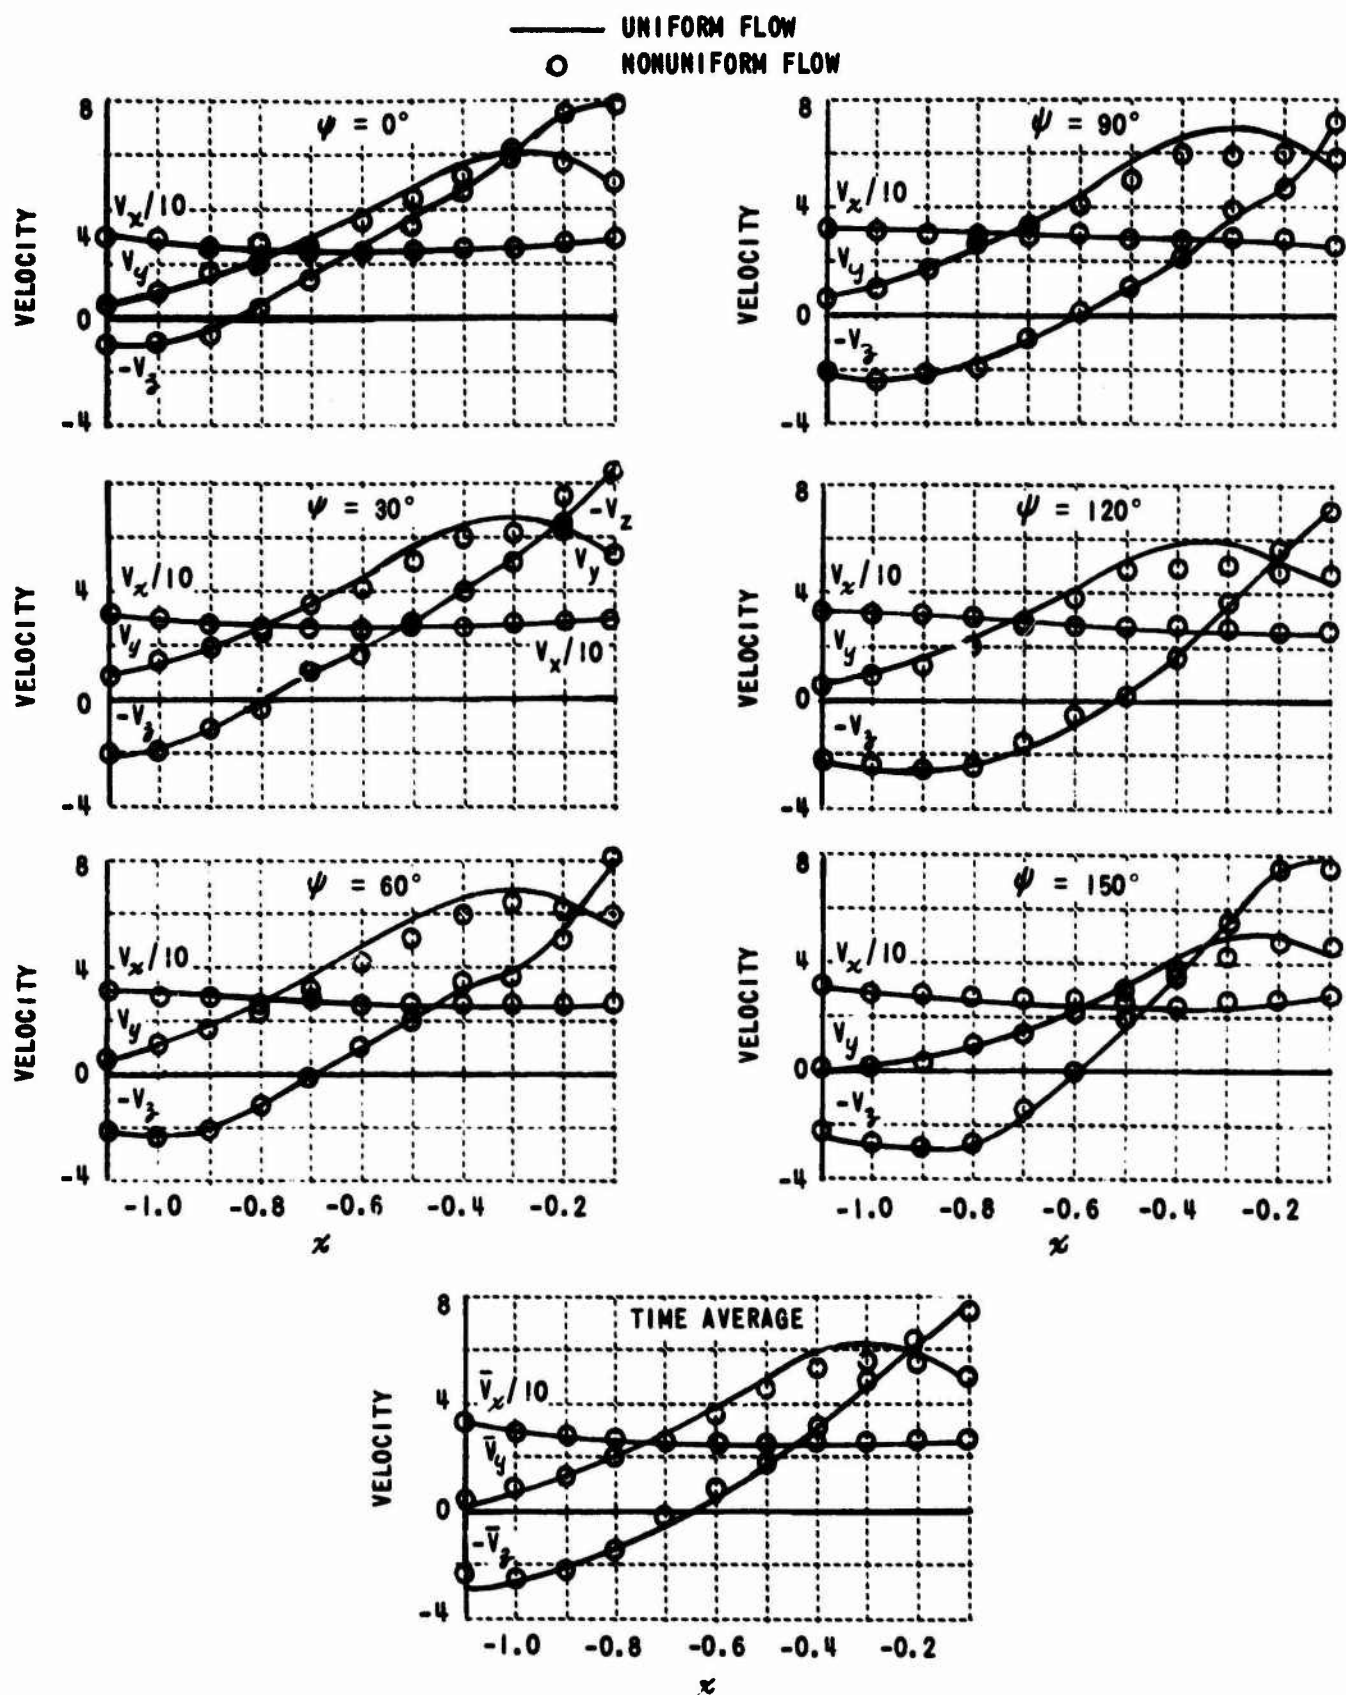 UNIFORM FLOW
NONUNIFORM FLOW
ψ = 0°
8
4
0
-4
VELOCITY
Vx/10
Vy
-Vz
ψ = 90°
8
4
0
-4
VELOCITY
Vx/10
Vy
-Vz
ψ = 30°
4
0
-4
VELOCITY
Vx/10
Vy
-Vz
-Vz
Vy
Vx/10
ψ = 120°
8
4
0
-4
VELOCITY
Vx/10
Vy
-Vz
ψ = 60°
8
4
0
-4
VELOCITY
Vx/10
Vy
-Vz
-1.0 -0.8 -0.6 -0.4 -0.2
x
ψ = 150°
8
4
0
-4
VELOCITY
Vx/10
Vy
-Vz
-1.0 -0.8 -0.6 -0.4 -0.2
x
TIME AVERAGE
8
4
0
-4
VELOCITY
V̄x/10
V̄y
-V̄z
-1.0 -0.8 -0.6 -0.4 -0.2
x